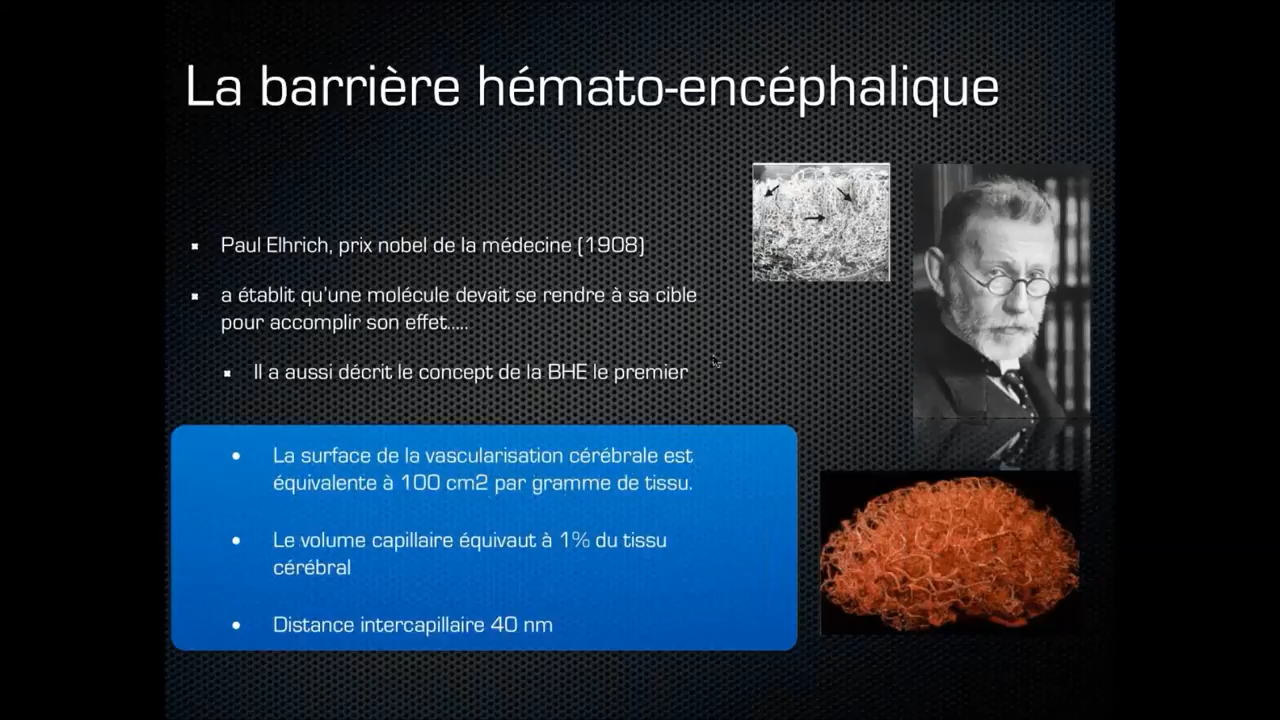 La barrière hémato-encéphalique
Paul Elhrich, prix nobel de la médecine (1908)
a établit qu'une molécule devait se rendre à sa cible
pour accomplir son effet.....
Il a aussi décrit le concept de la BHE le premier
La surface de la vascularisation cérébrale est
équivalente à 100 cm2 par gramme de tissu.
Le volume capillaire équivaut à 1% du tissu
cérébral
Distance intercapillaire 40 nm